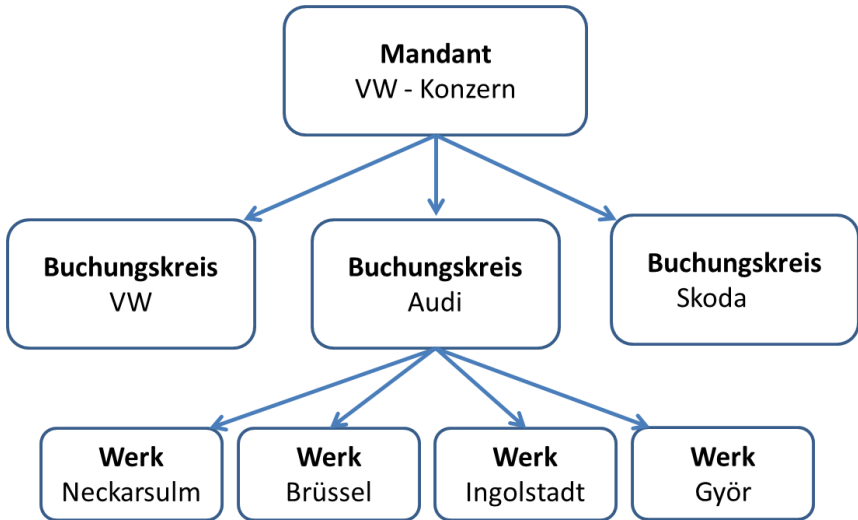 Mandant
VW - Konzern
Buchungskreis
VW
Buchungskreis
Audi
Buchungskreis
Skoda
Werk
Neckarsulm
Werk
Brüssel
Werk
Ingolstadt
Werk
Györ